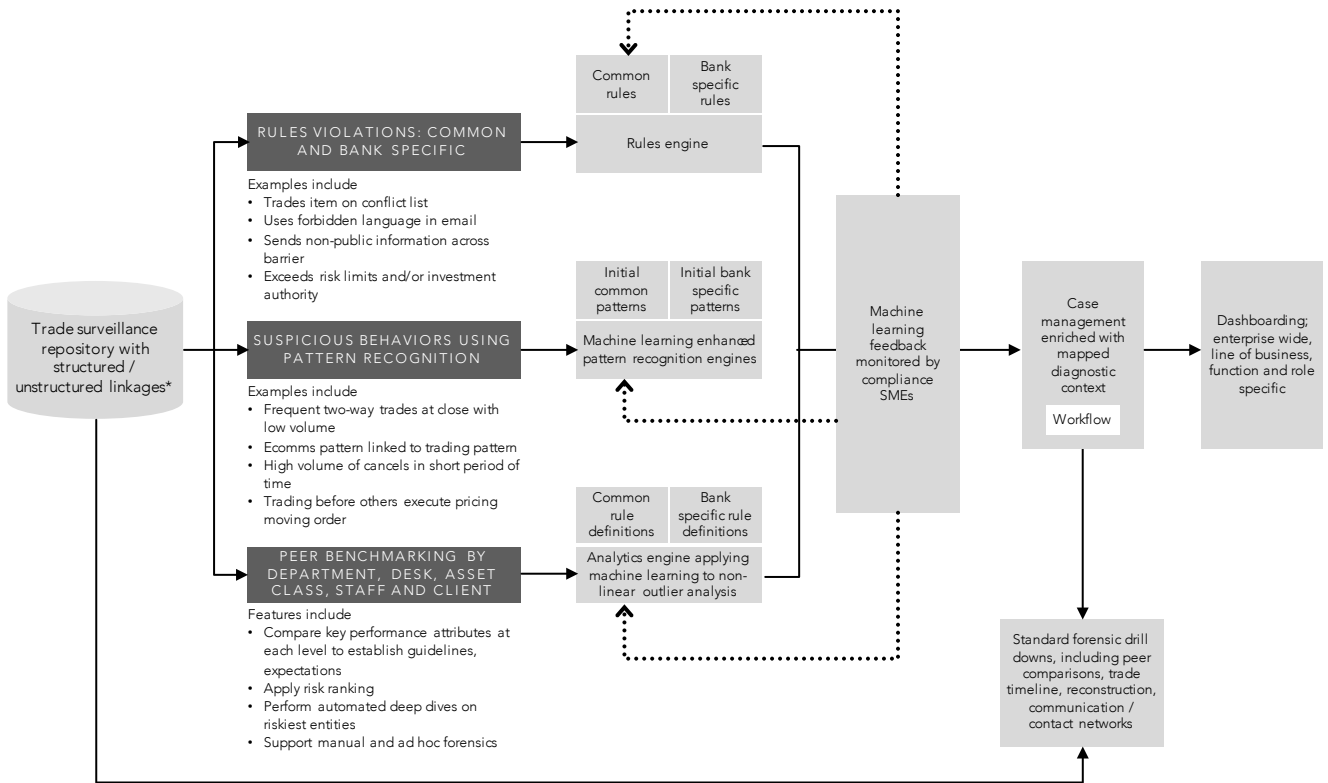 Trade surveillance
repository with
structured /
unstructured linkages*
RULES VIOLATIONS: COMMON
AND BANK SPECIFIC
Examples include
• Trades item on conflict list
• Uses forbidden language in email
• Sends non-public information across
barrier
• Exceeds risk limits and/or investment
authority
SUSPICIOUS BEHAVIORS USING
PATTERN RECOGNITION
Examples include
• Frequent two-way trades at close with
low volume
• Ecomms pattern linked to trading pattern
• High volume of cancels in short period of
time
• Trading before others execute pricing
moving order
PEER BENCHMARKING BY
DEPARTMENT, DESK, ASSET
CLASS, STAFF AND CLIENT
Features include
• Compare key performance attributes at
each level to establish guidelines,
expectations
• Apply risk ranking
• Perform automated deep dives on
riskiest entities
• Support manual and ad hoc forensics
Common
rules
Bank
specific
rules
Rules engine
Initial
common
patterns
Initial bank
specific
patterns
Machine learning enhanced
pattern recognition engines
Common
rule
definitions
Bank
specific rule
definitions
Analytics engine applying
machine learning to non-
linear outlier analysis
Machine
learning
feedback
monitored by
compliance
SMEs
Case
management
enriched with
mapped
diagnostic
context
Workflow
Dashboarding;
enterprise wide,
line of business,
function and role
specific
Standard forensic drill
downs, including peer
comparisons, trade
timeline, reconstruction,
communication /
contact networks